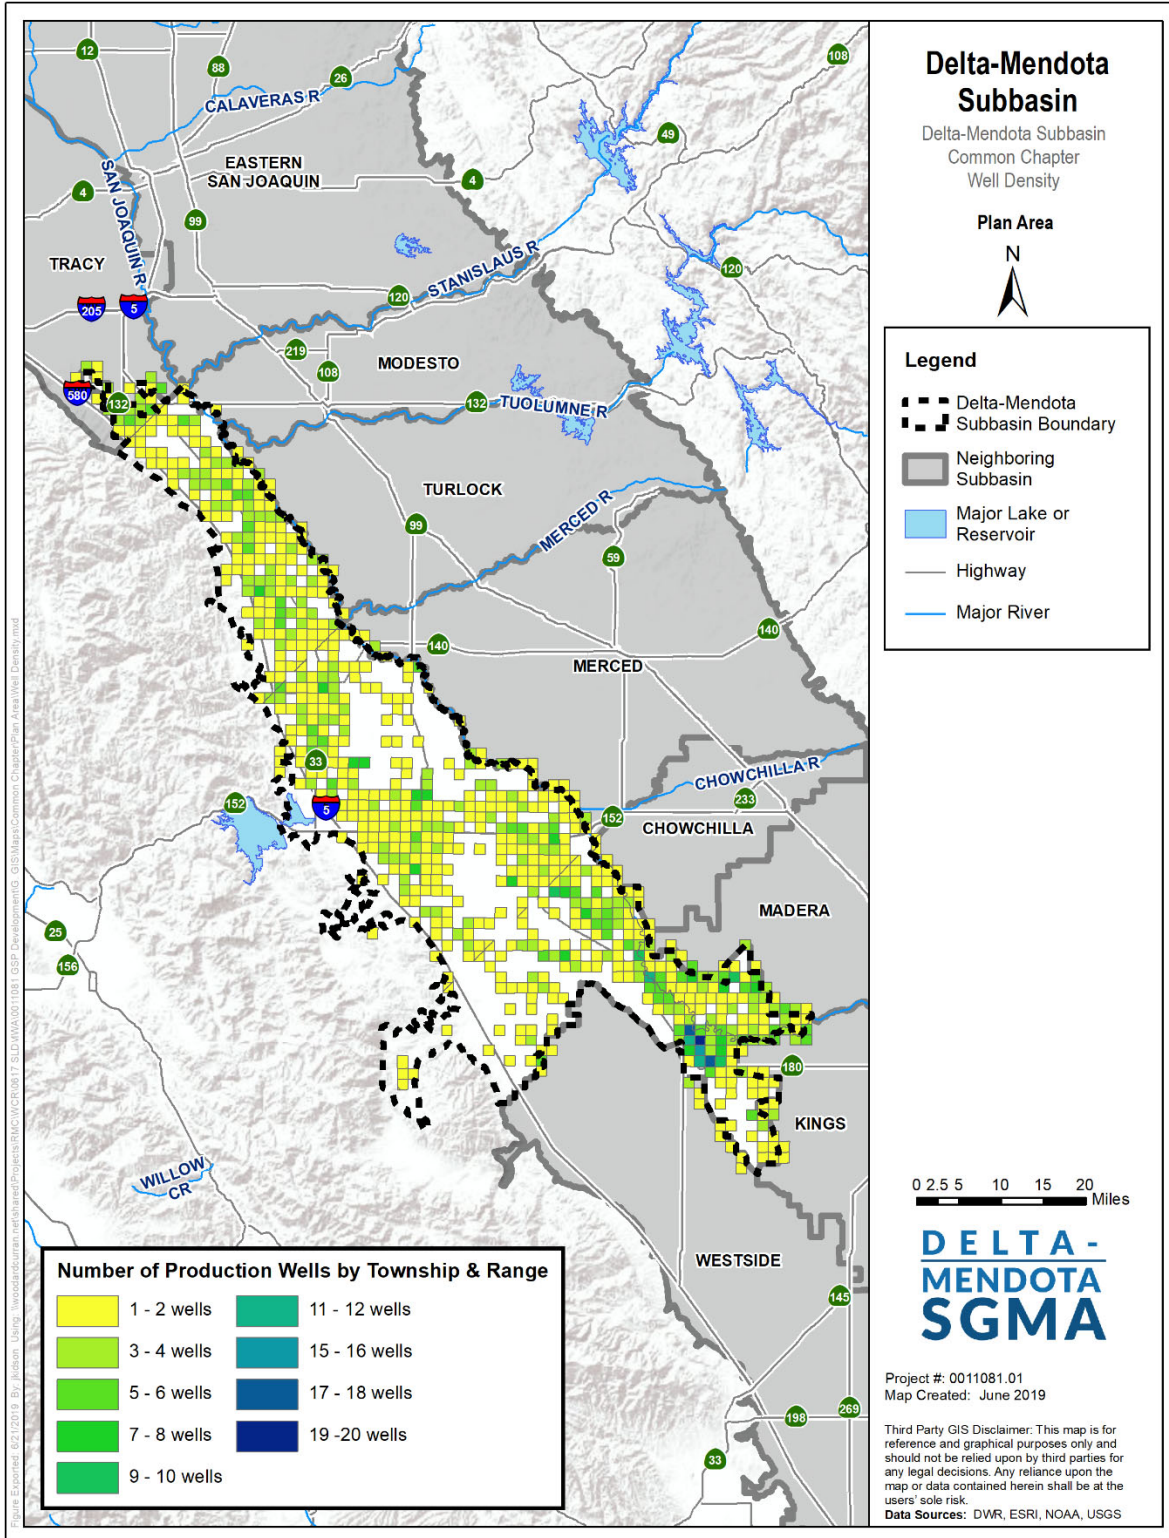 Delta-Mendota
Subbasin
Delta-Mendota Subbasin
Common Chapter
Well Density
Plan Area
N
Legend
Delta-Mendota
Subbasin Boundary
Neighboring
Subbasin
Major Lake or
Reservoir
Highway
Major River
0 2.5 5 10 15 20
Miles
DELTA-
MENDOTA
SGMA
Project #: 0011081.01
Map Created: June 2019
Third Party GIS Disclaimer: This map is for
reference and graphical purposes only and
should not be relied upon by third parties for
any legal decisions. Any reliance upon the
map or data contained herein shall be at the
users' sole risk.
Data Sources: DWR, ESRI, NOAA, USGS
12
88
26
108
CALAVERAS R
49
EASTERN
SAN JOAQUIN
4
4
SAN JOAQUIN R
99
TRACY
STANISLAUS R
120
120
205
5
219
108
MODESTO
580
132
132
TUOLUMNE R
TURLOCK
99
MERCED R
59
140
140
MERCED
33
CHOWCHILLA R
233
152
5
152
CHOWCHILLA
MADERA
25
156
180
KINGS
WILLOW
CR
WESTSIDE
145
269
198
33
Number of Production Wells by Township & Range
1 - 2 wells
3 - 4 wells
5 - 6 wells
7 - 8 wells
9 - 10 wells
11 - 12 wells
15 - 16 wells
17 - 18 wells
19 -20 wells